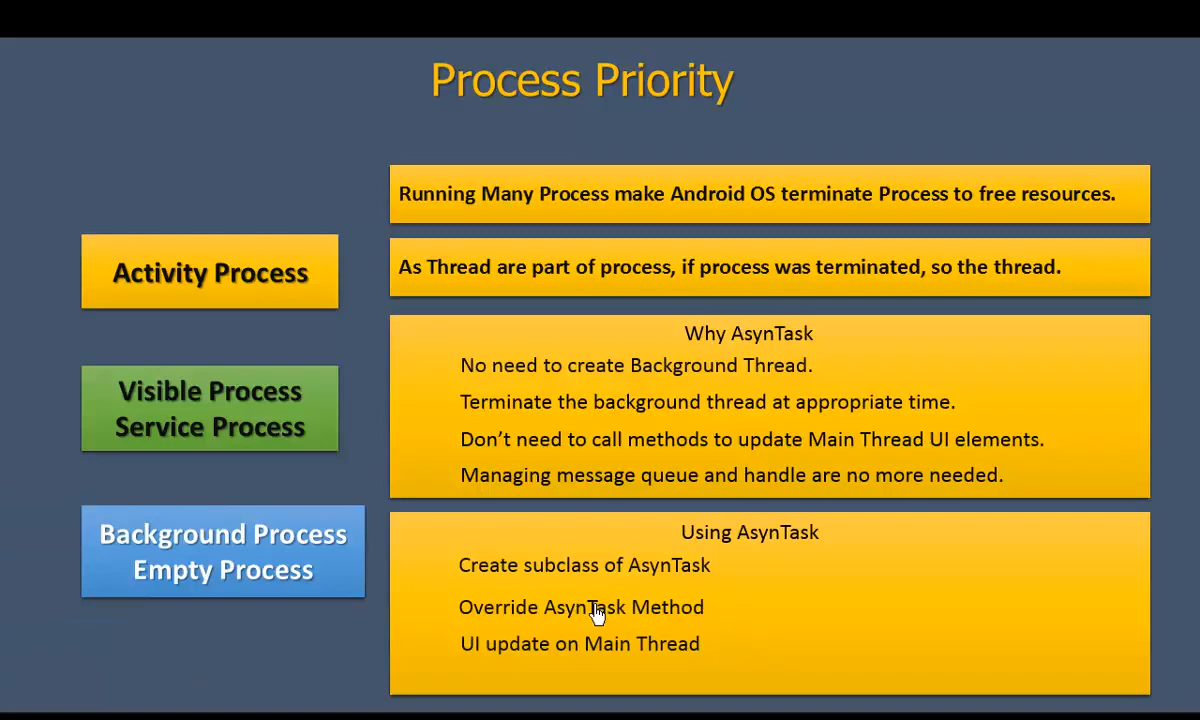 Process Priority
Running Many Process make Android OS terminate Process to free resources.
Activity Process
As Thread are part of process, if process was terminated, so the thread.
Why AsynTask
No need to create Background Thread.
Visible Process
Service Process
Terminate the background thread at appropriate time.
Don't need to call methods to update Main Thread UI elements.
Managing message queue and handle are no more needed.
Background Process
Empty Process
Using AsynTask
Create subclass of AsynTask
Override AsynTask Method
UI update on Main Thread